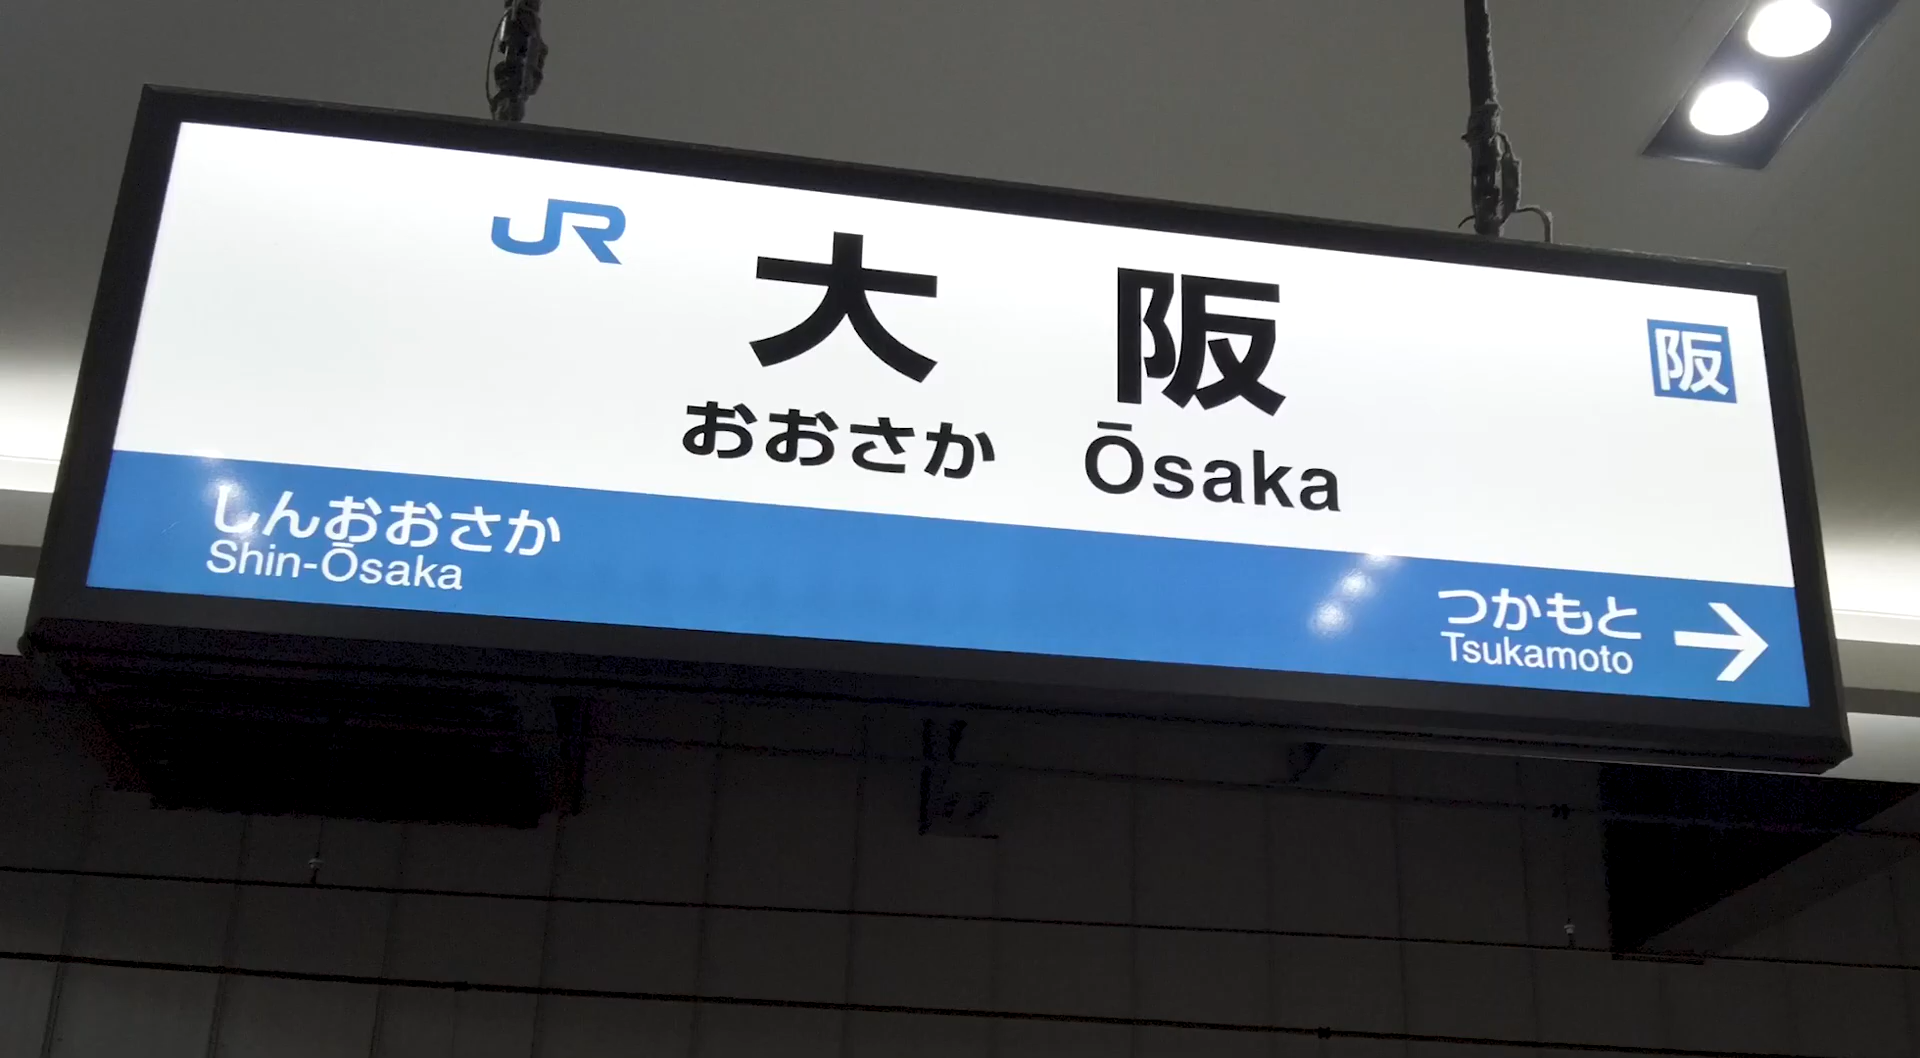 JR
大阪
阪
おおさか Ōsaka
しんおおさか
Shin-Ōsaka
つかもと →
Tsukamoto